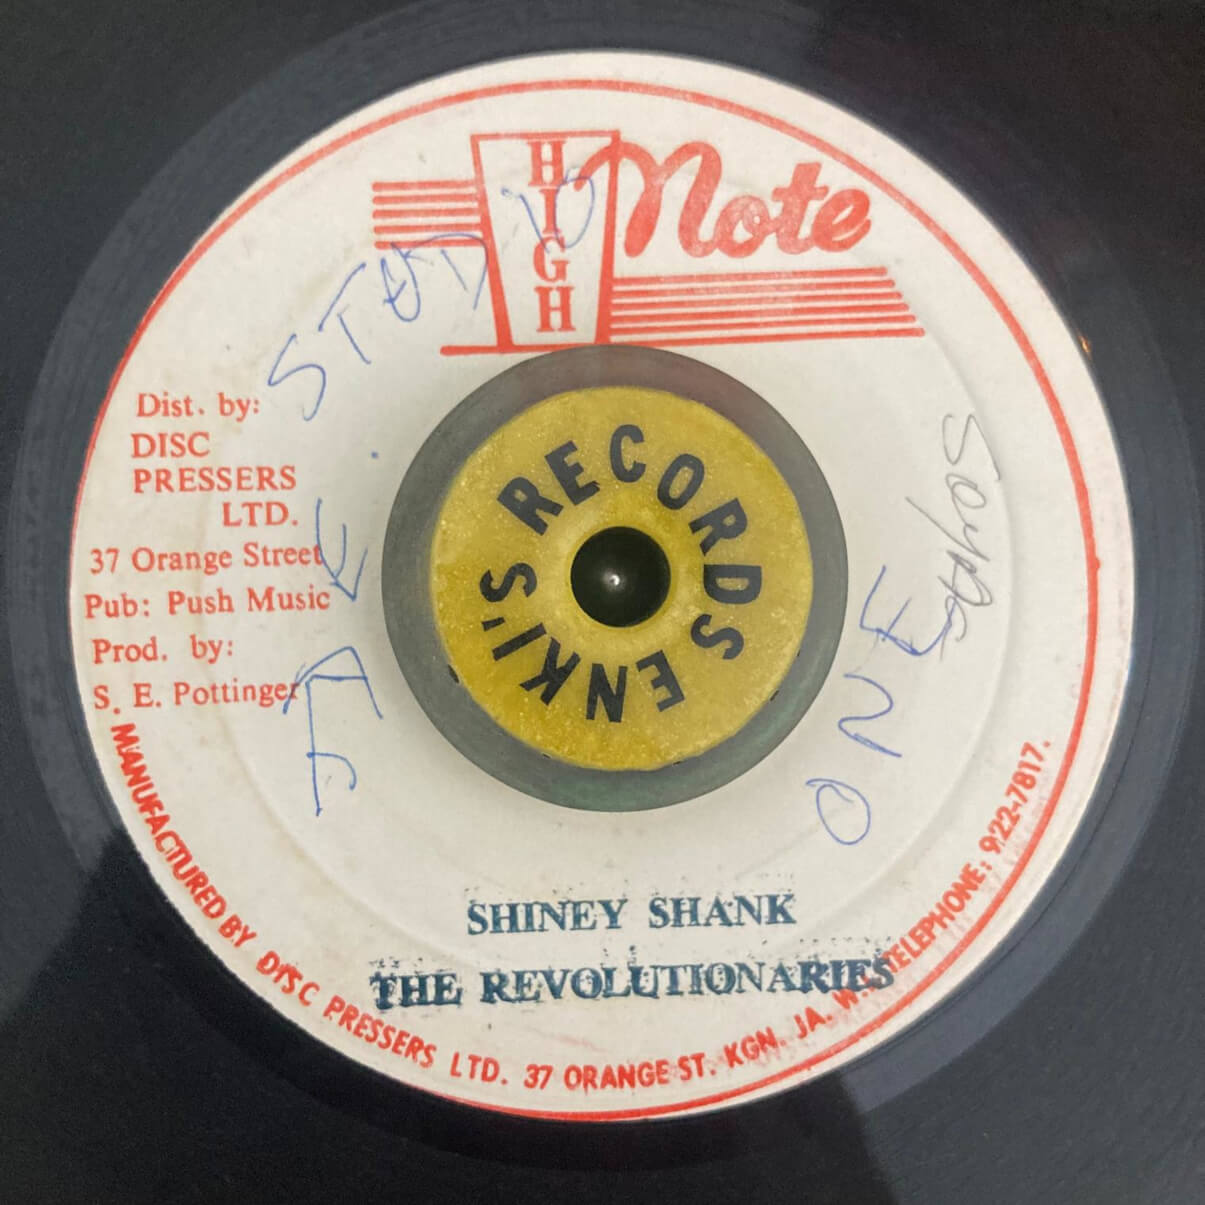 HIGH Note
Dist. by:
DISC
PRESSERS
LTD.
37 Orange Street
Pub: Push Music
Prod. by:
S. E. Pottinger
RECORDS ENKI'S
ONE
SHINEY SHANK
THE REVOLUTIONARIES
MANUFACTURED BY DISC PRESSERS LTD. 37 ORANGE ST. KGN. JA. W.I. TELEPHONE: 922-7817.